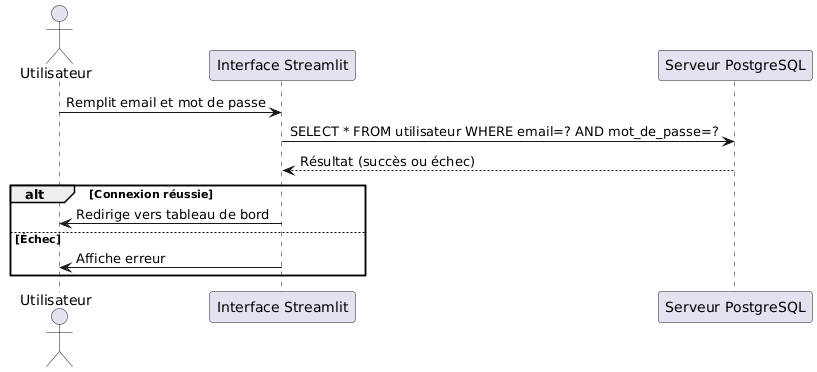 Utilisateur
Interface Streamlit
Serveur PostgreSQL
Remplit email et mot de passe
SELECT * FROM utilisateur WHERE email=? AND mot_de_passe=?
Résultat (succès ou échec)
alt [Connexion réussie]
Redirige vers tableau de bord
[Échec]
Affiche erreur
Utilisateur
Interface Streamlit
Serveur PostgreSQL